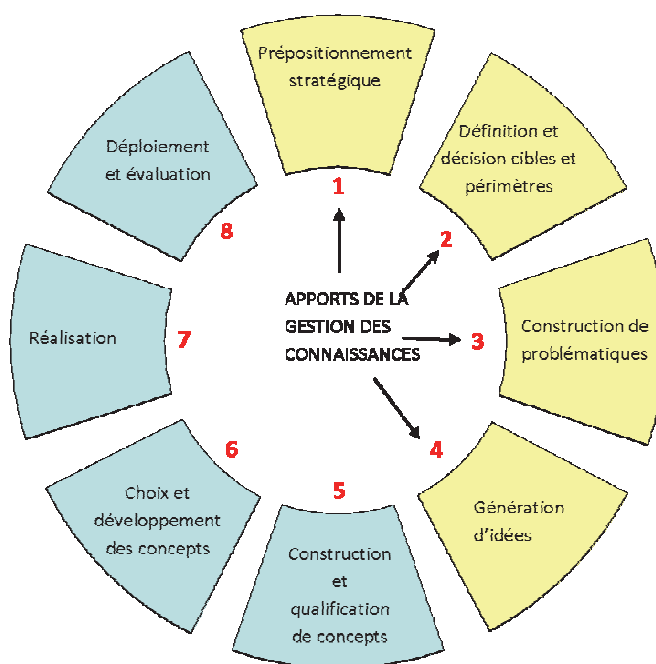 Prépositionnement
stratégique
1
Définition et
décision cibles et
périmètres
2
Construction de
problématiques
3
Génération
d'idées
4
Construction
et
qualification
de concepts
5
Choix et
développement
des concepts
6
Réalisation
7
Déploiement
et évaluation
8
APPORTS DE LA
GESTION DES
CONNAISSANCES